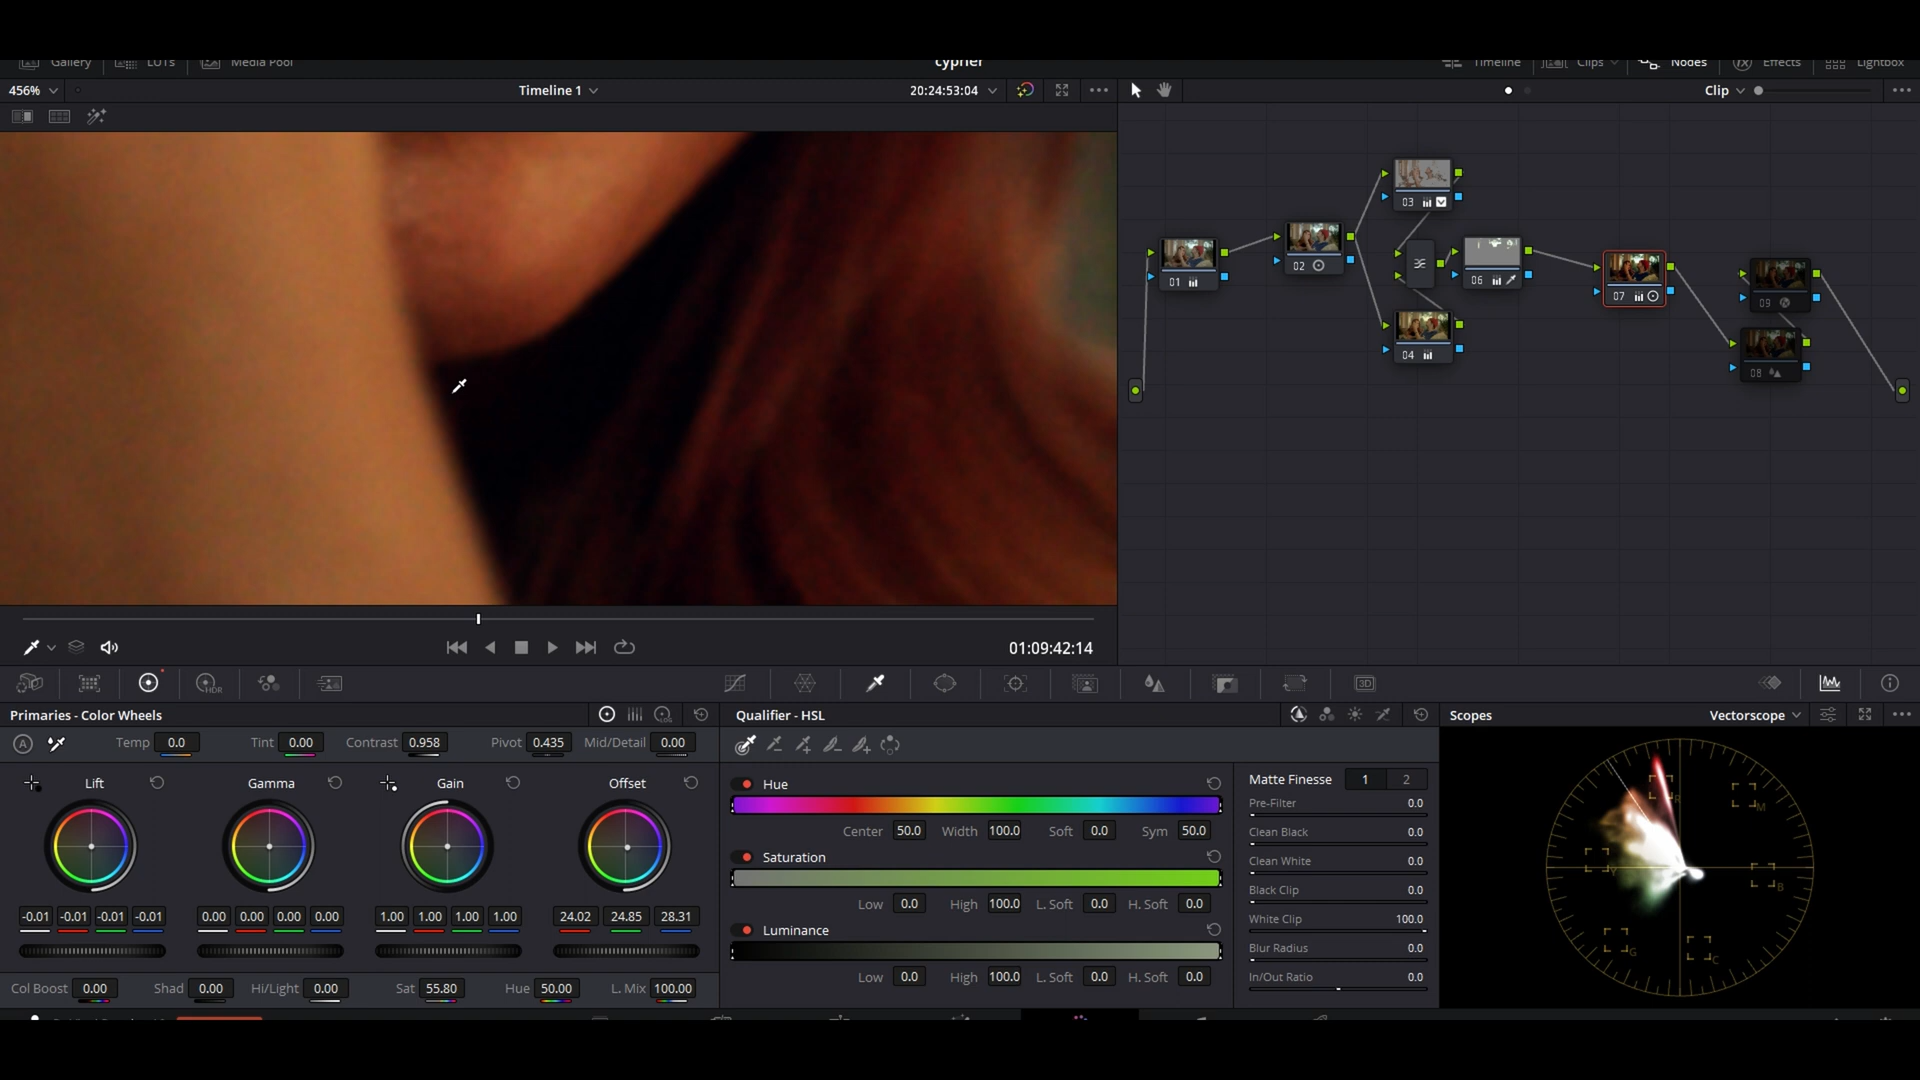 Gallery LUTs Media Pool cypher Timeline Clips Nodes Effects Lightbox
456% Timeline 1 20:24:53:04 Clip
03
01 02 06 07 09
04 08
01:09:42:14
HDR 3D
Primaries - Color Wheels Qualifier - HSL Scopes Vectorscope
A Temp 0.0 Tint 0.00 Contrast 0.958 Pivot 0.435 Mid/Detail 0.00
Lift Gamma Gain Offset
-0.01 -0.01 -0.01 -0.01 0.00 0.00 0.00 0.00 1.00 1.00 1.00 1.00 24.02 24.85 28.31
Col Boost 0.00 Shad 0.00 Hi/Light 0.00 Sat 55.80 Hue 50.00 L. Mix 100.00
Hue
Center 50.0 Width 100.0 Soft 0.0 Sym 50.0
Saturation
Low 0.0 High 100.0 L. Soft 0.0 H. Soft 0.0
Luminance
Low 0.0 High 100.0 L. Soft 0.0 H. Soft 0.0
Matte Finesse 1 2
Pre-Filter 0.0
Clean Black 0.0
Clean White 0.0
Black Clip 0.0
White Clip 100.0
Blur Radius 0.0
In/Out Ratio 0.0
R M
Y B
G C